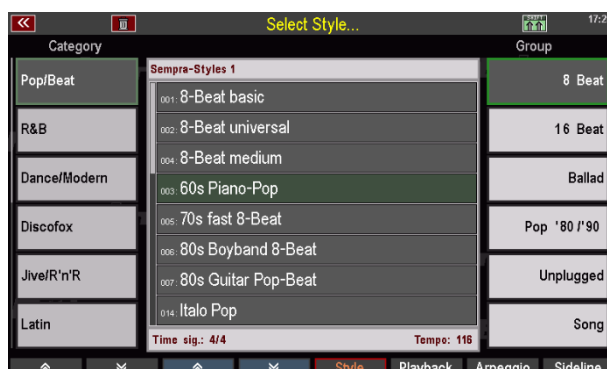 Select Style...
17:2
Category
Group
Pop/Beat
R&B
Dance/Modern
Discofox
Jive/R'n'R
Latin
Sempra-Styles 1
001: 8-Beat basic
002: 8-Beat universal
004: 8-Beat medium
003: 60s Piano-Pop
005: 70s fast 8-Beat
006: 80s Boyband 8-Beat
007: 80s Guitar Pop-Beat
014: Italo Pop
Time sig.: 4/4
Tempo: 116
8 Beat
16 Beat
Ballad
Pop '80 /'90
Unplugged
Song
Style
Playback
Arpeggio
Sideline